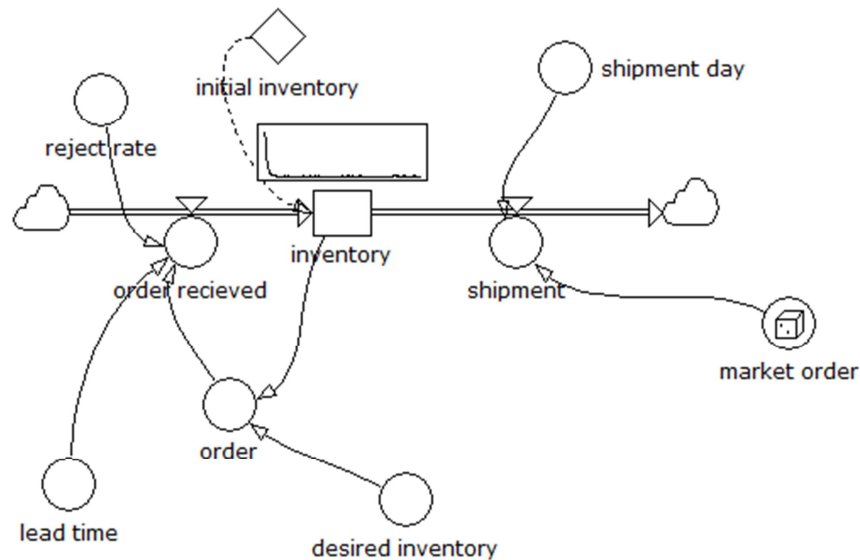 initial inventory
shipment day
reject rate
inventory
order recieved
shipment
market order
order
lead time
desired inventory